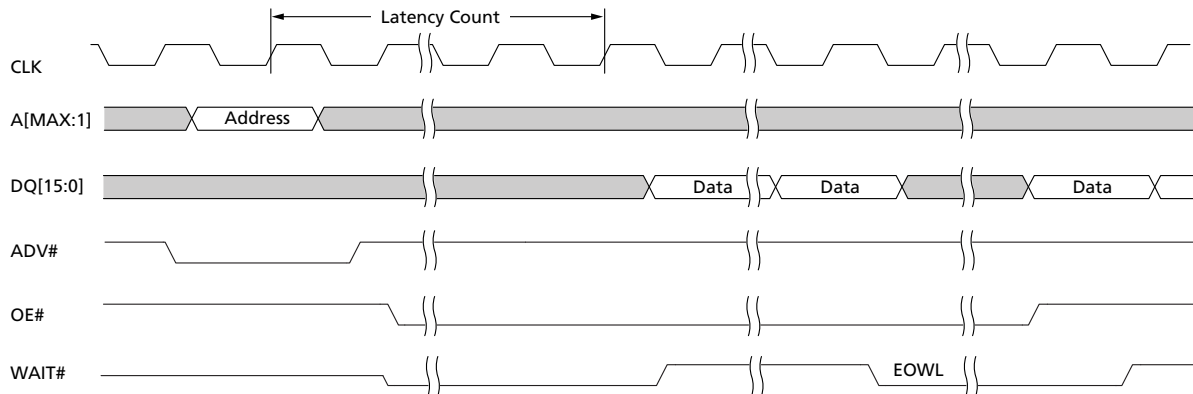 Latency Count
CLK
A[MAX:1] Address
DQ[15:0] Data Data Data
ADV#
OE#
WAIT# EOWL